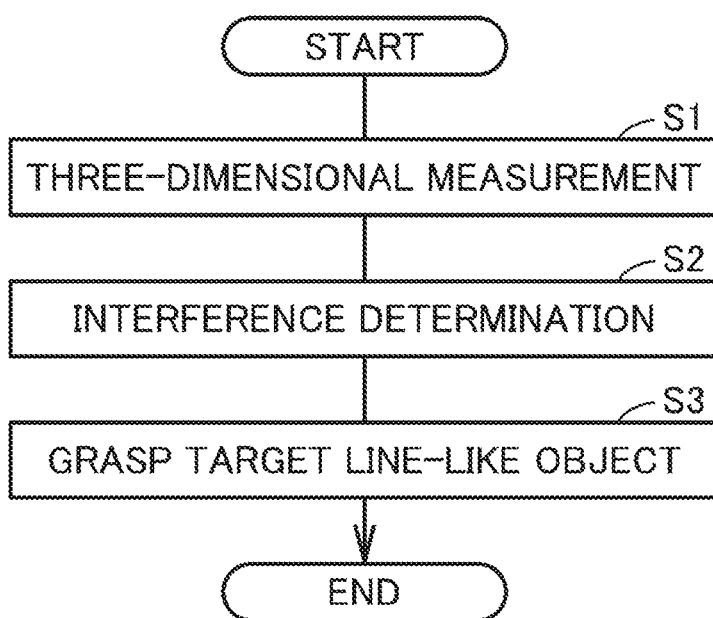 START
S1
THREE-DIMENSIONAL MEASUREMENT
S2
INTERFERENCE DETERMINATION
S3
GRASP TARGET LINE-LIKE OBJECT
END